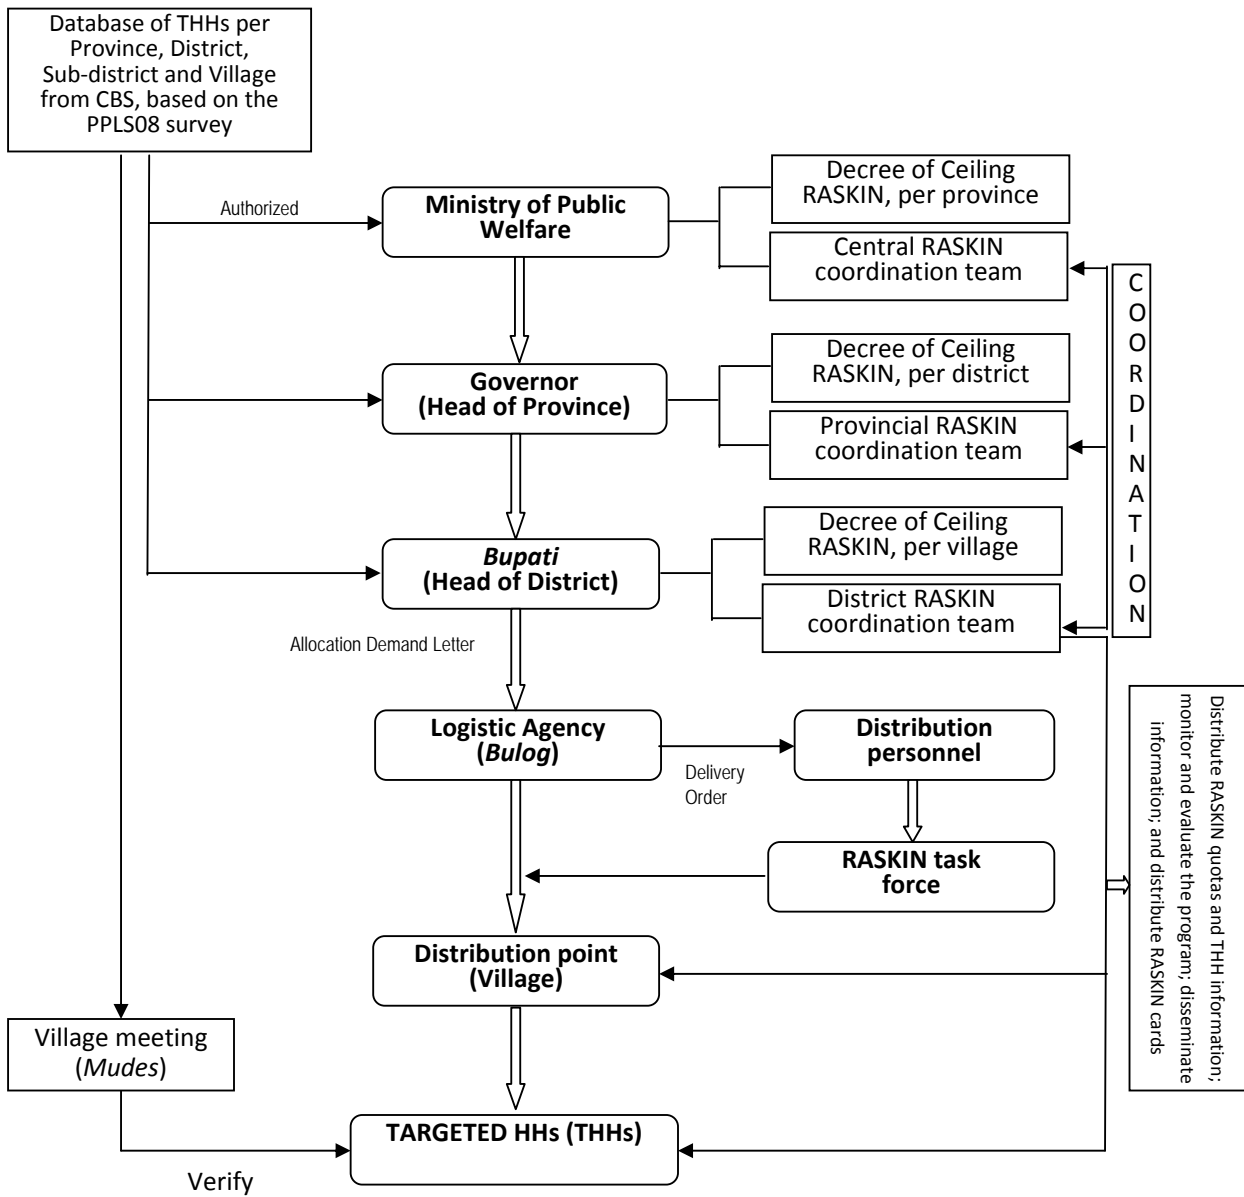 Database of THHs per
Province, District,
Sub-district and Village
from CBS, based on the
PPLS08 survey
Authorized
Ministry of Public
Welfare
Decree of Ceiling
RASKIN, per province
Central RASKIN
coordination team
COORDINATION
Governor
(Head of Province)
Decree of Ceiling
RASKIN, per district
Provincial RASKIN
coordination team
Bupati
(Head of District)
Decree of Ceiling
RASKIN, per village
District RASKIN
coordination team
Allocation Demand Letter
Logistic Agency
(Bulog)
Delivery
Order
Distribution
personnel
RASKIN task
force
Distribute RASKIN quotas and THH information;
monitor and evaluate the program; disseminate
information; and distribute RASKIN cards
Distribution point
(Village)
Village meeting
(Mudes)
TARGETED HHs (THHs)
Verify